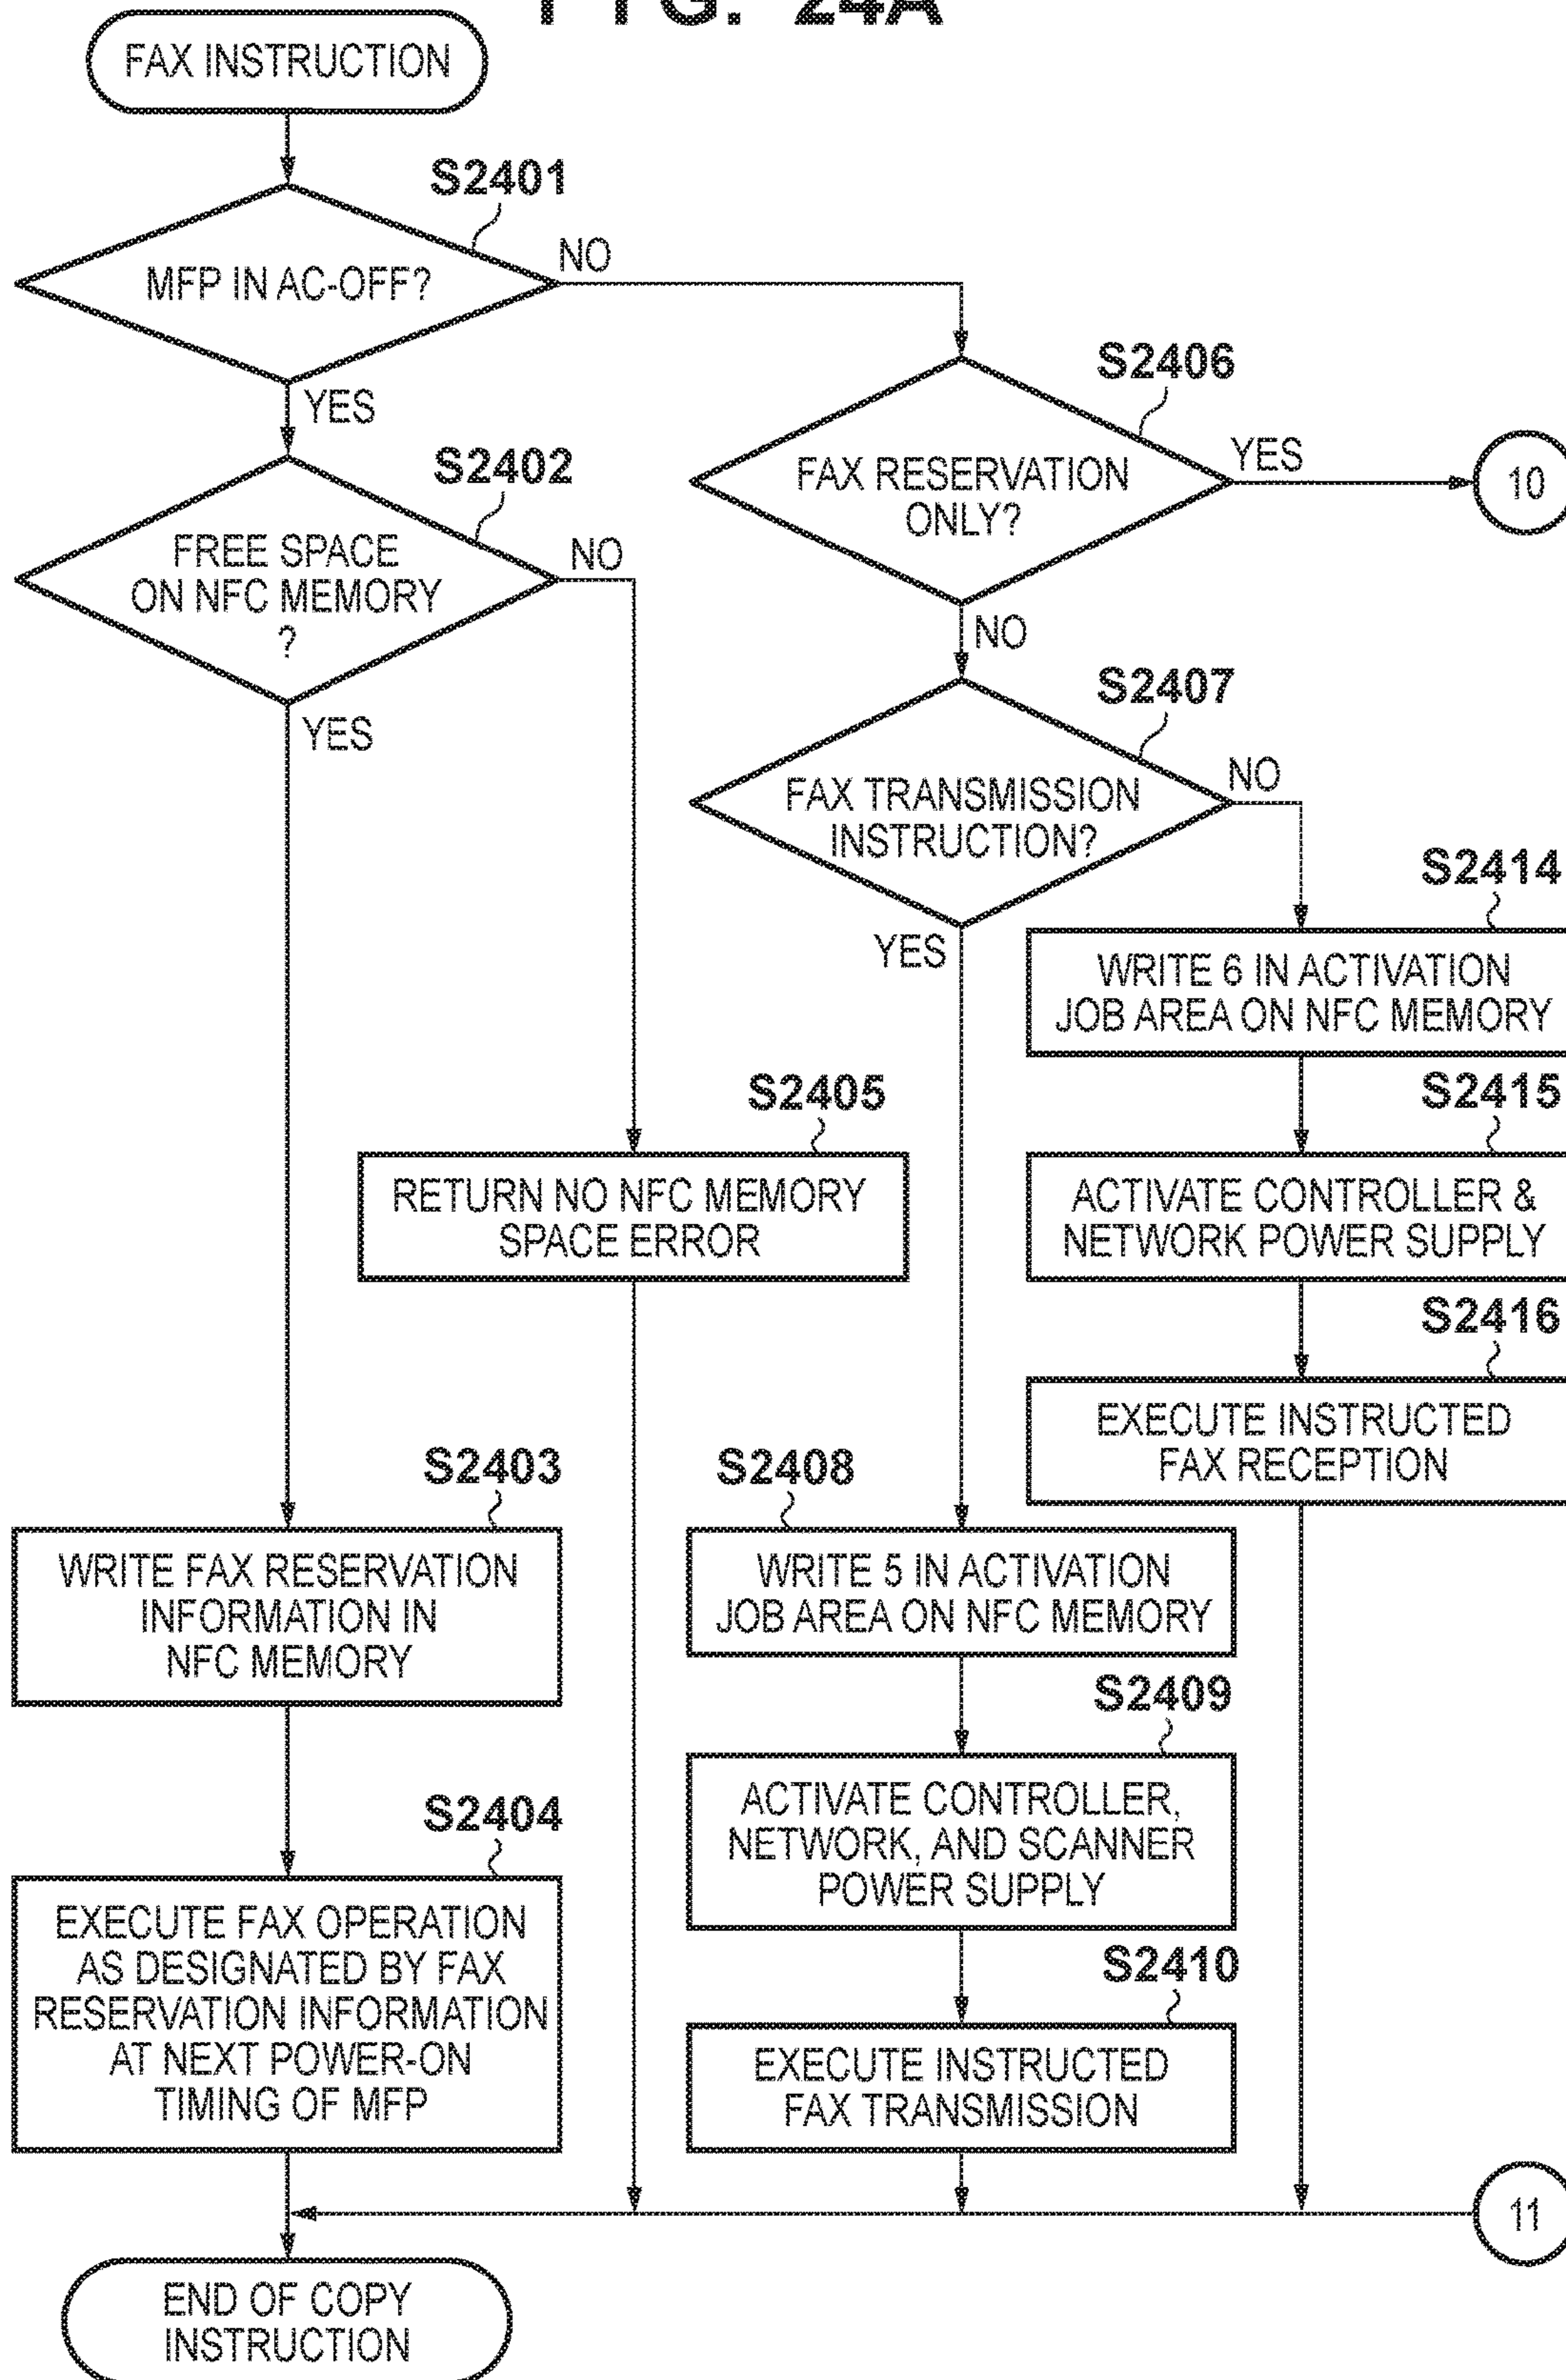 FIG. 24A
FAX INSTRUCTION
S2401
MFP IN AC-OFF?
NO
YES
S2402
FREE SPACE
ON NFC MEMORY
?
NO
YES
S2406
FAX RESERVATION
ONLY?
YES
10
NO
S2407
FAX TRANSMISSION
INSTRUCTION?
NO
YES
S2414
WRITE 6 IN ACTIVATION
JOB AREA ON NFC MEMORY
S2415
ACTIVATE CONTROLLER &
NETWORK POWER SUPPLY
S2416
EXECUTE INSTRUCTED
FAX RECEPTION
S2405
RETURN NO NFC MEMORY
SPACE ERROR
S2403
WRITE FAX RESERVATION
INFORMATION IN
NFC MEMORY
S2404
EXECUTE FAX OPERATION
AS DESIGNATED BY FAX
RESERVATION INFORMATION
AT NEXT POWER-ON
TIMING OF MFP
S2408
WRITE 5 IN ACTIVATION
JOB AREA ON NFC MEMORY
S2409
ACTIVATE CONTROLLER,
NETWORK, AND SCANNER
POWER SUPPLY
S2410
EXECUTE INSTRUCTED
FAX TRANSMISSION
11
END OF COPY
INSTRUCTION